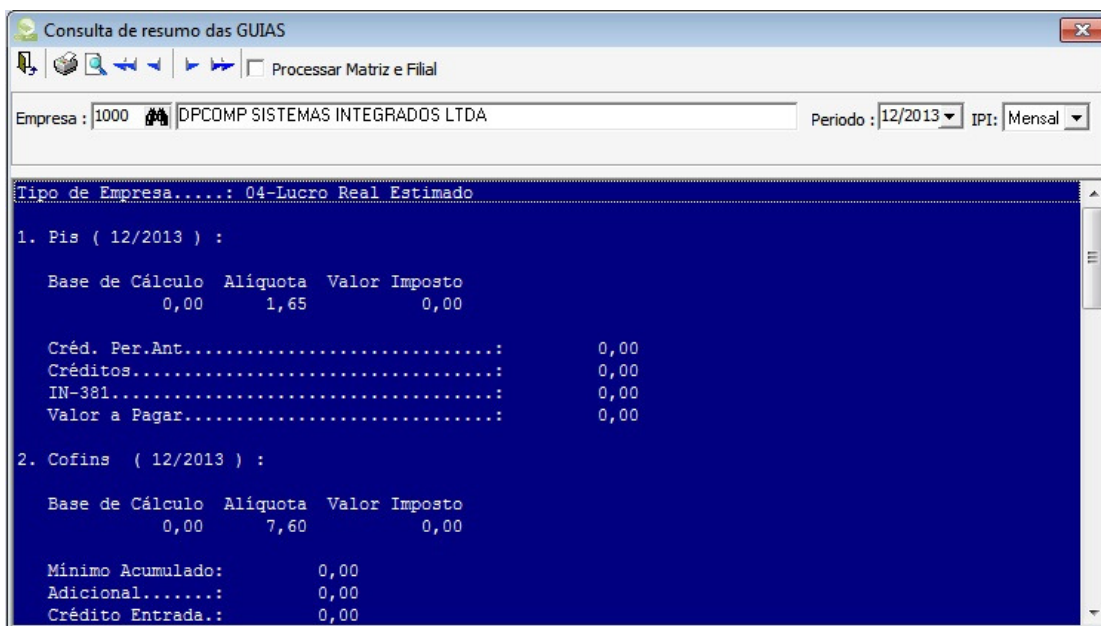 Consulta de resumo das GUIAS
Processar Matriz e Filial
Empresa : 1000 DPCOMP SISTEMAS INTEGRADOS LTDA Periodo : 12/2013 IPI: Mensal
Tipo de Empresa.....: 04-Lucro Real Estimado
1. Pis ( 12/2013 ) :
Base de Cálculo Alíquota Valor Imposto
0,00 1,65 0,00
Créd. Per.Ant..............................: 0,00
Créditos...................................: 0,00
IN-381.....................................: 0,00
Valor a Pagar..............................: 0,00
2. Cofins ( 12/2013 ) :
Base de Cálculo Alíquota Valor Imposto
0,00 7,60 0,00
Mínimo Acumulado: 0,00
Adicional.......: 0,00
Crédito Entrada.: 0,00